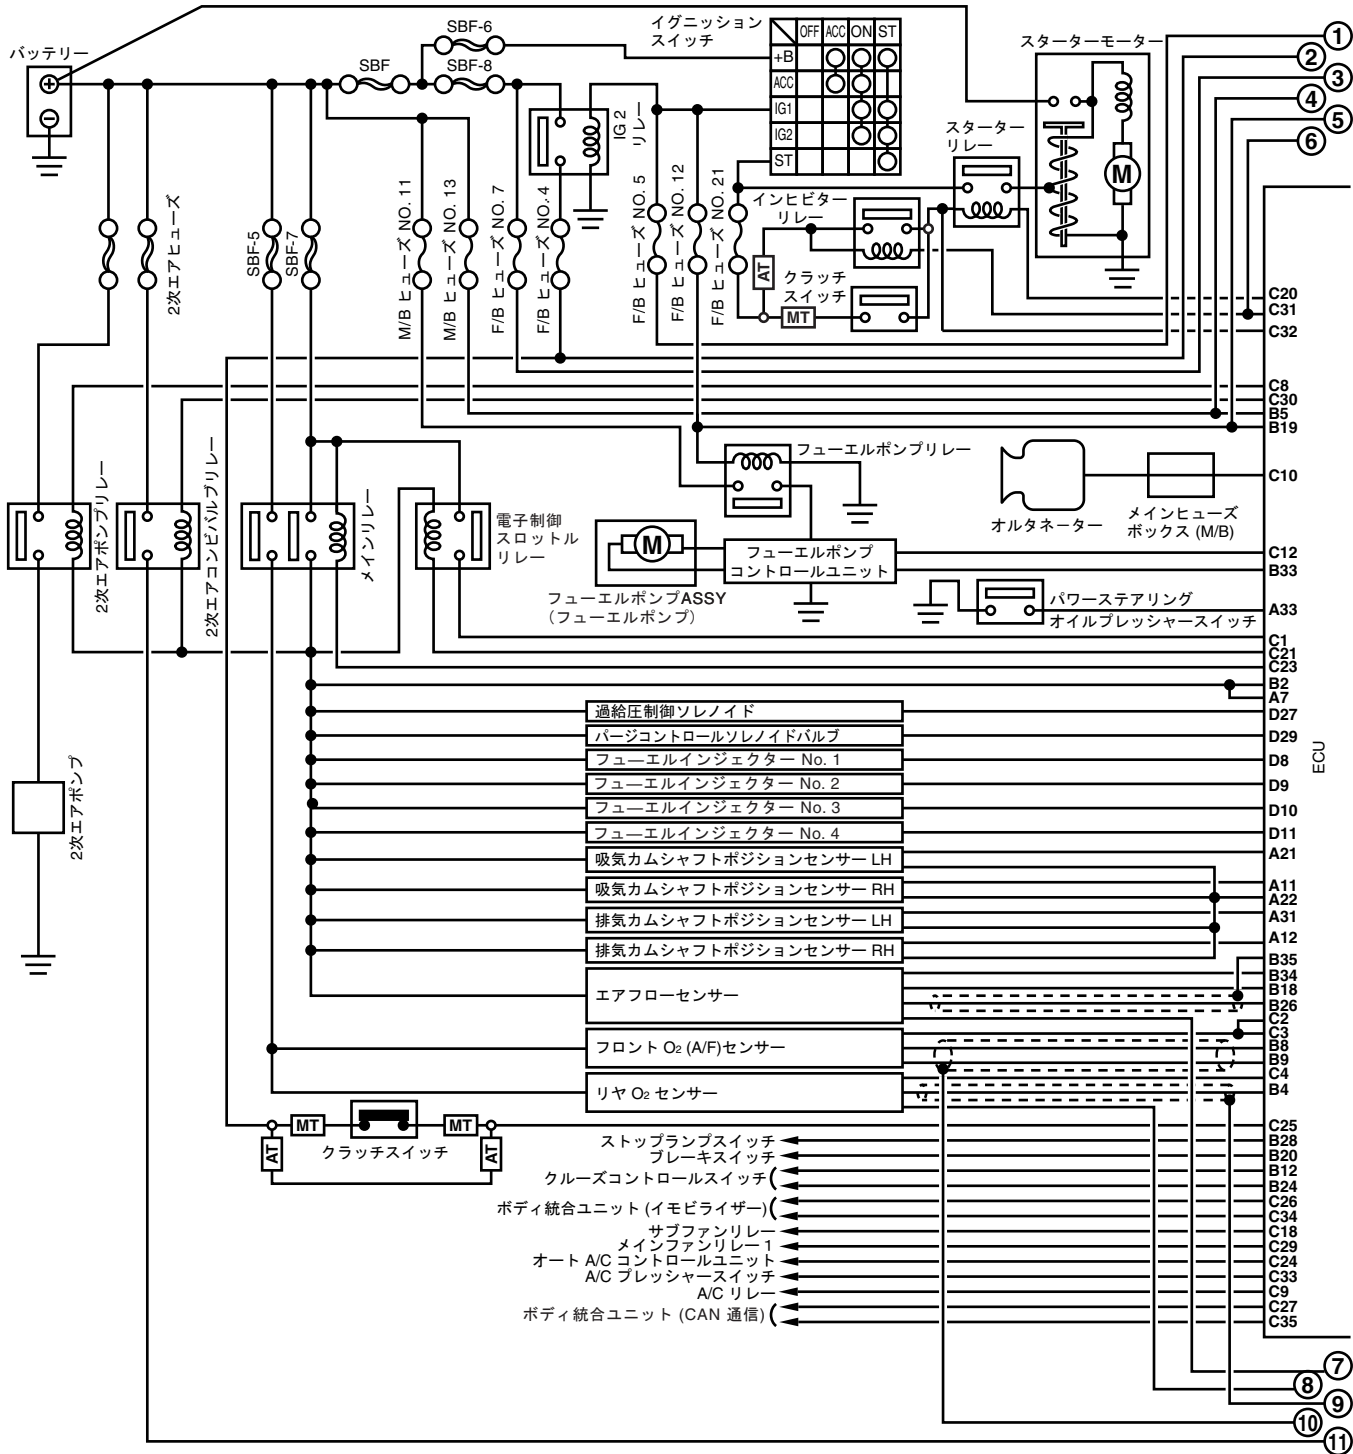 バッテリー
SBF
SBF-6
SBF-8
イグニッション
スイッチ
OFF ACC ON ST
+B
ACC
IG1
IG2
ST
スターターモーター
M
①
②
③
④
⑤
⑥
IG 2
リレー
スターター
リレー
インヒビター
リレー
クラッチ
スイッチ
AT
MT
2次エアヒューズ
SBF-5
SBF-7
M/B ヒューズ NO. 11
M/B ヒューズ NO. 13
F/B ヒューズ NO. 7
F/B ヒューズ NO. 4
F/B ヒューズ NO. 5
F/B ヒューズ NO. 12
F/B ヒューズ NO. 21
C20
C31
C32
C8
C30
B5
B19
C10
C12
B33
A33
C1
C21
C23
B2
A7
D27
D29
D8
D9
D10
D11
A21
A11
A22
A31
A12
B35
B34
B18
B26
C2
C3
B8
B9
C4
B4
C25
B28
B20
B12
B24
C26
C34
C18
C29
C24
C33
C9
C27
C35
ECU
2次エアポンプリレー
2次エアコンビバルブリレー
メインリレー
電子制御
スロットル
リレー
フューエルポンプリレー
オルタネーター
メインヒューズ
ボックス (M/B)
M
フューエルポンプ
コントロールユニット
フューエルポンプASSY
(フューエルポンプ)
パワーステアリング
オイルプレッシャースイッチ
2次エアポンプ
過給圧制御ソレノイド
パージコントロールソレノイドバルブ
フュ―エルインジェクター No. 1
フュ―エルインジェクター No. 2
フュ―エルインジェクター No. 3
フュ―エルインジェクター No. 4
吸気カムシャフトポジションセンサー LH
吸気カムシャフトポジションセンサー RH
排気カムシャフトポジションセンサー LH
排気カムシャフトポジションセンサー RH
エアフローセンサー
フロント O₂ (A/F)センサー
リヤ O₂ センサー
MT
MT
AT
AT
クラッチスイッチ
ストップランプスイッチ
ブレーキスイッチ
クルーズコントロールスイッチ
ボディ統合ユニット (イモビライザー)
サブファンリレー
メインファンリレー 1
オート A/C コントロールユニット
A/C プレッシャースイッチ
A/C リレー
ボディ統合ユニット (CAN 通信)
⑦
⑧
⑨
⑩
⑪